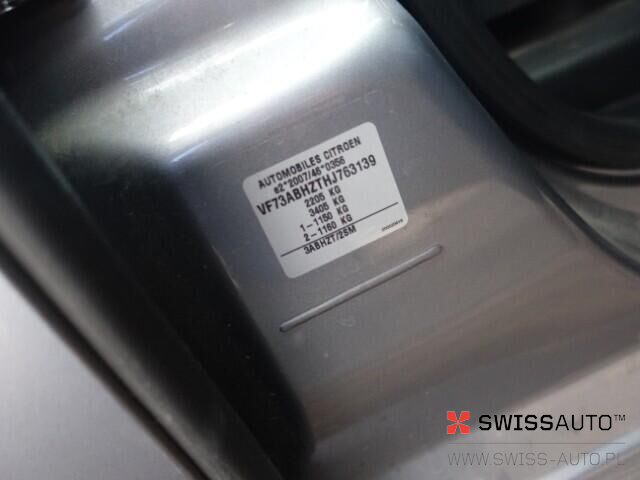 AUTOMOBILES CITROEN
e2*2007/46*0356
VF73ABHZTHJ763139
2205 KG
3405 KG
1-1150 KG
2-1160 KG
3ABHZT/2SM
SWISSAUTO™
WWW.SWISS-AUTO.PL